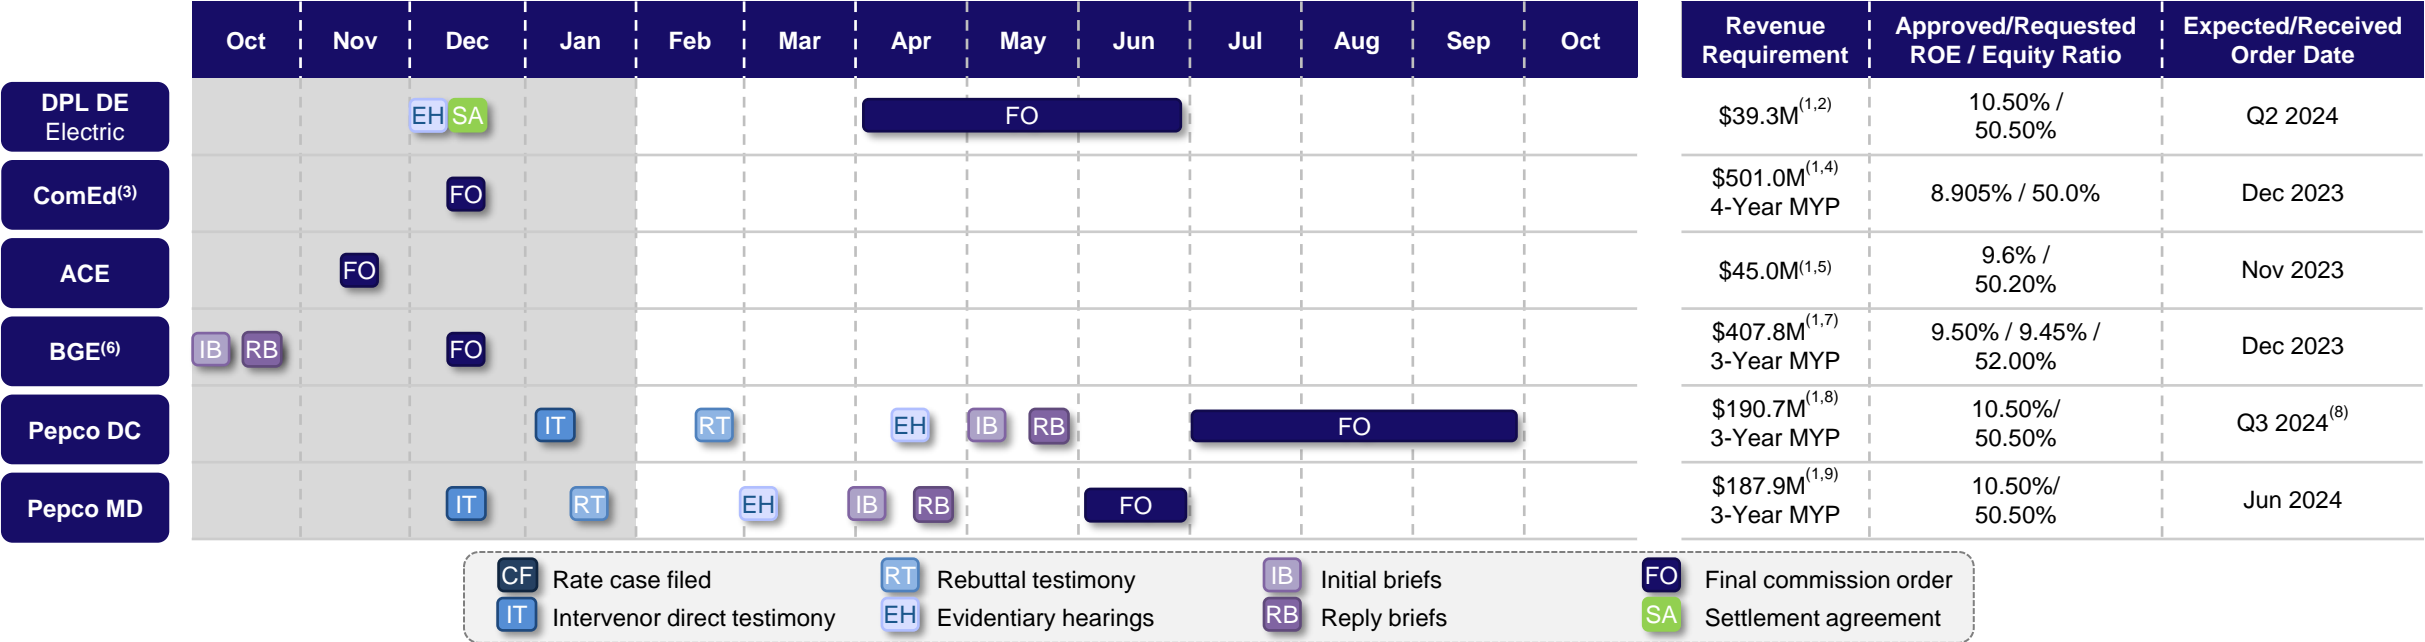 Oct Nov Dec Jan Feb Mar Apr May Jun Jul Aug Sep Oct
Revenue Requirement
Approved/Requested ROE / Equity Ratio
Expected/Received Order Date
DPL DE
Electric
EH SA FO
$39.3M(1,2)
10.50% /
50.50%
Q2 2024
ComEd(3)
FO
$501.0M(1,4)
4-Year MYP
8.905% / 50.0%
Dec 2023
ACE
FO
$45.0M(1,5)
9.6% /
50.20%
Nov 2023
BGE(6)
IB RB FO
$407.8M(1,7)
3-Year MYP
9.50% / 9.45% /
52.00%
Dec 2023
Pepco DC
IT RT EH IB RB FO
$190.7M(1,8)
3-Year MYP
10.50%/
50.50%
Q3 2024(8)
Pepco MD
IT RT EH IB RB FO
$187.9M(1,9)
3-Year MYP
10.50%/
50.50%
Jun 2024
CF Rate case filed
RT Rebuttal testimony
IB Initial briefs
FO Final commission order
IT Intervenor direct testimony
EH Evidentiary hearings
RB Reply briefs
SA Settlement agreement